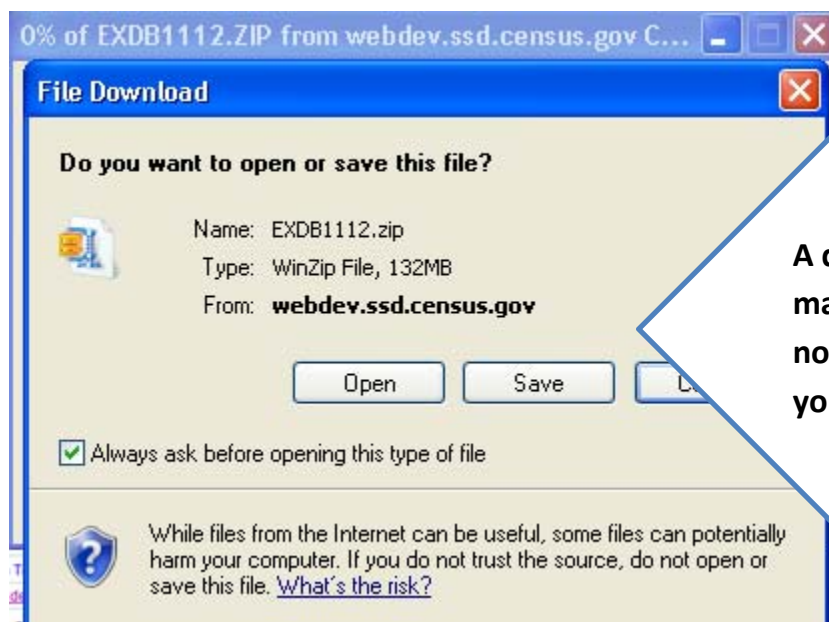 0% of EXDB1112.ZIP from webdev.ssd.census.gov C...
File Download
Do you want to open or save this file?
Name: EXDB1112.zip
Type: WinZip File, 132MB
From: webdev.ssd.census.gov
Open Save
Always ask before opening this type of file
While files from the Internet can be useful, some files can potentially
harm your computer. If you do not trust the source, do not open or
save this file. What's the risk?
A